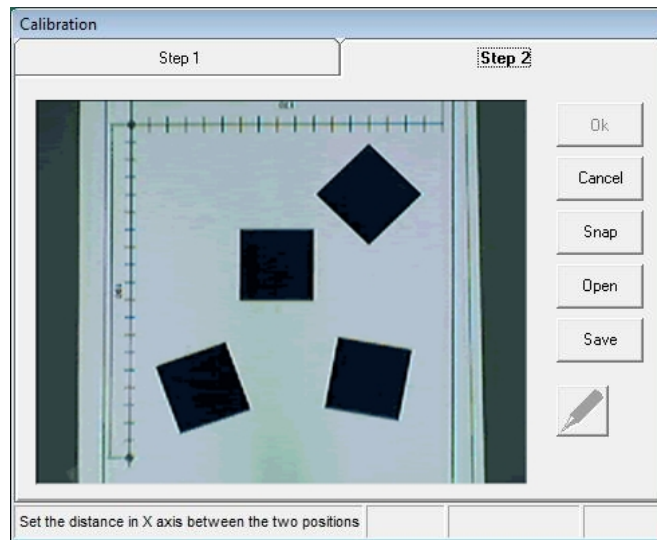 Calibration
Step 1
Step 2
Ok
Cancel
Snap
Open
Save
Set the distance in X axis between the two positions